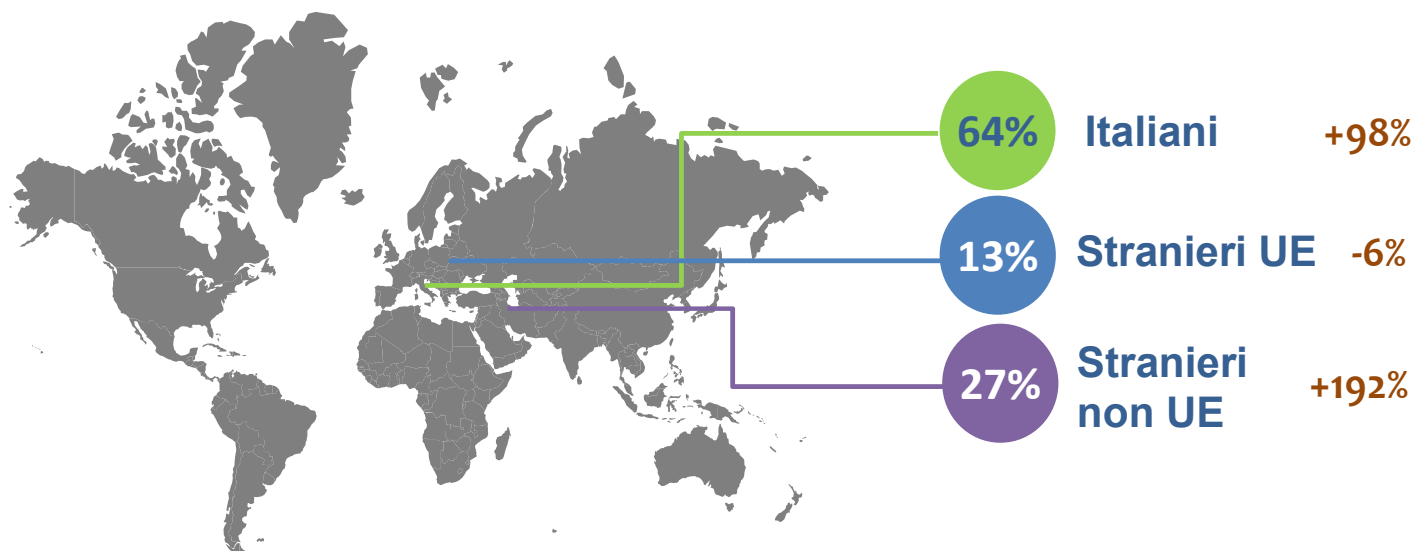 64% Italiani +98%
13% Stranieri UE -6%
27% Stranieri
non UE +192%